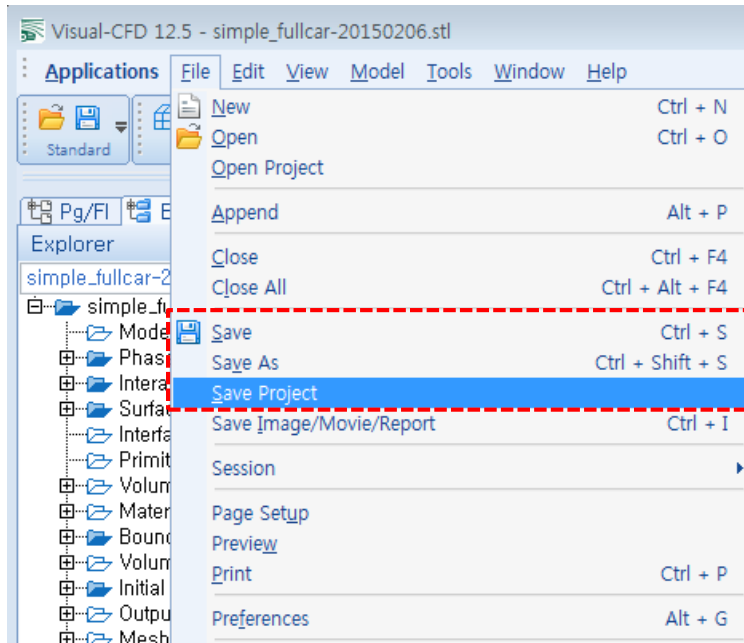 Visual-CFD 12.5 - simple_fullcar-20150206.stl
Applications File Edit View Model Tools Window Help
Standard
New Ctrl + N
Open Ctrl + O
Open Project
Append Alt + P
Close Ctrl + F4
Close All Ctrl + Alt + F4
Save Ctrl + S
Save As Ctrl + Shift + S
Save Project
Save Image/Movie/Report Ctrl + I
Session
Page Setup
Preview
Print Ctrl + P
Preferences Alt + G
Pg/Fl E
Explorer
simple_fullcar-2
simple_fu
Mode
Phas
Intera
Surfa
Interfa
Primit
Volum
Mater
Bound
Volum
Initial
Outpu
Mesh